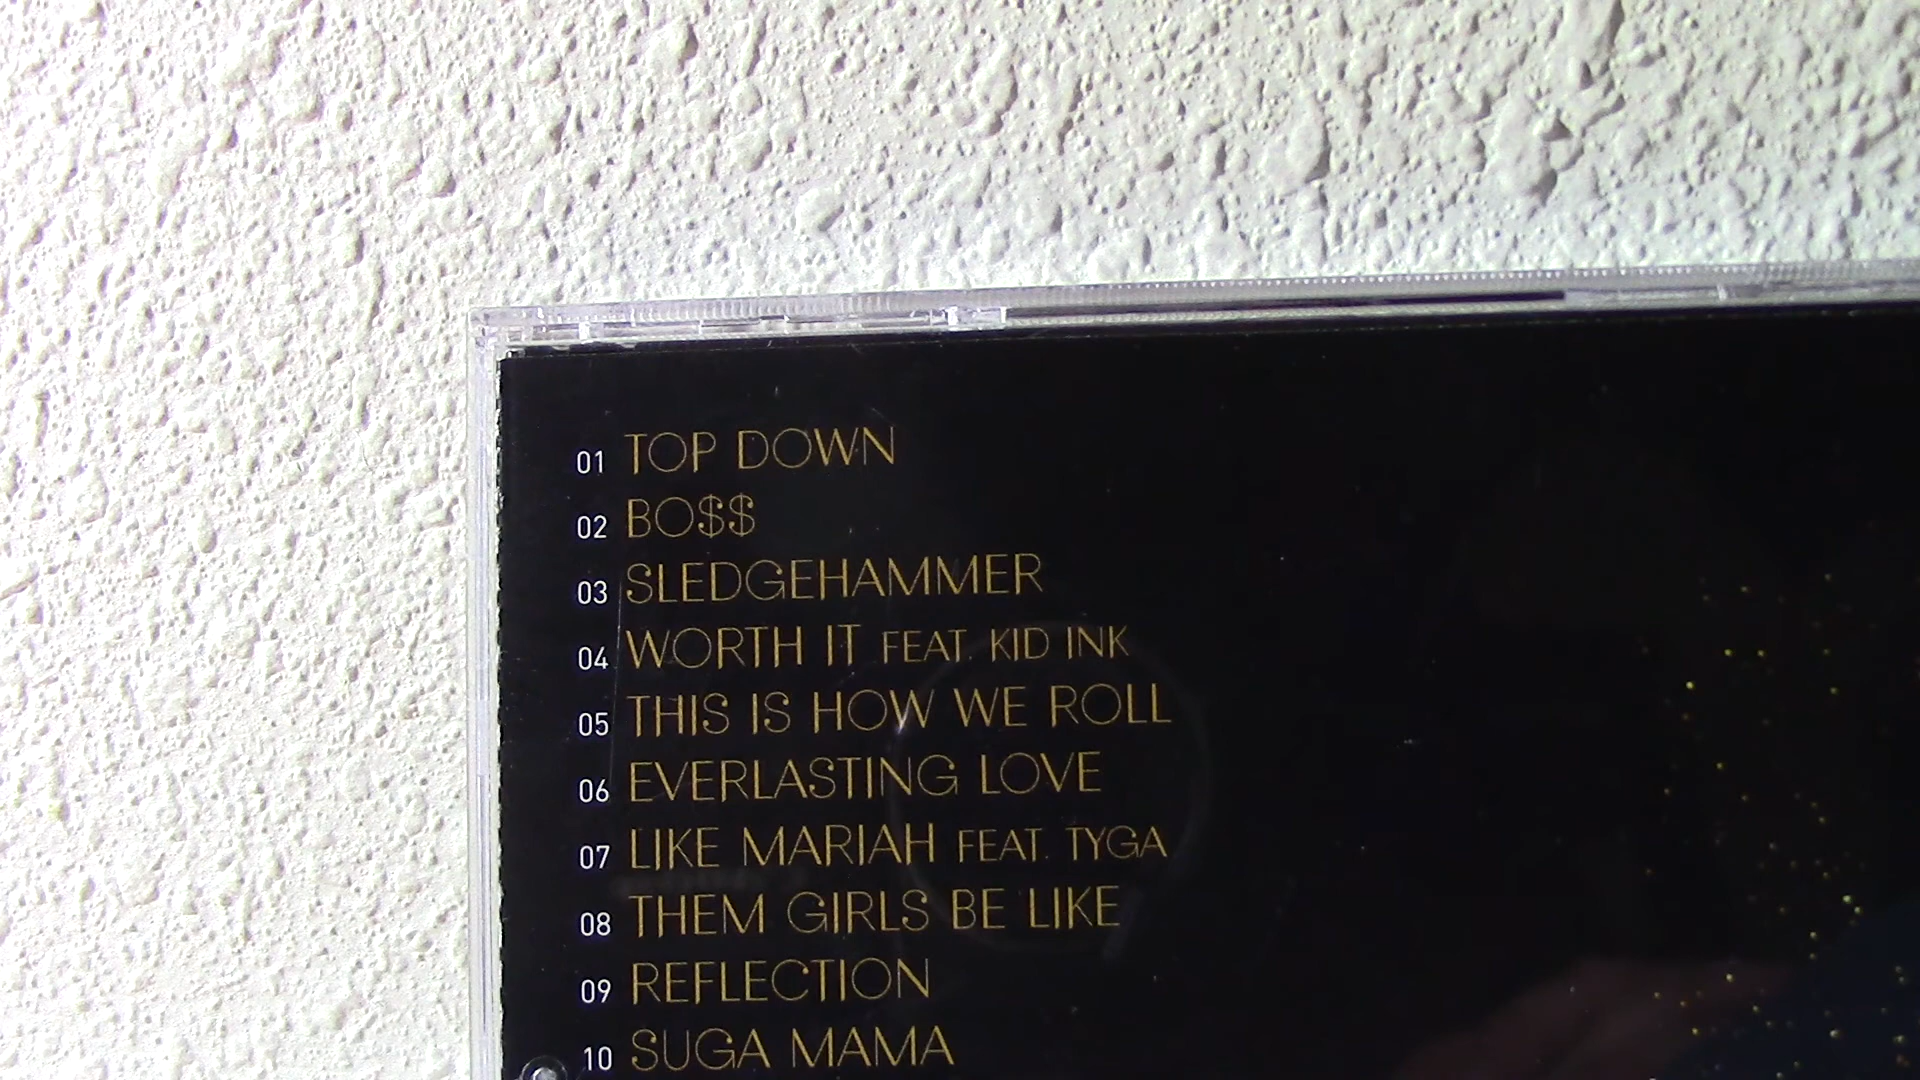 01 TOP DOWN
02 BO$$
03 SLEDGEHAMMER
04 WORTH IT FEAT. KID INK
05 THIS IS HOW WE ROLL
06 EVERLASTING LOVE
07 LIKE MARIAH FEAT. TYGA
08 THEM GIRLS BE LIKE
09 REFLECTION
10 SUGA MAMA